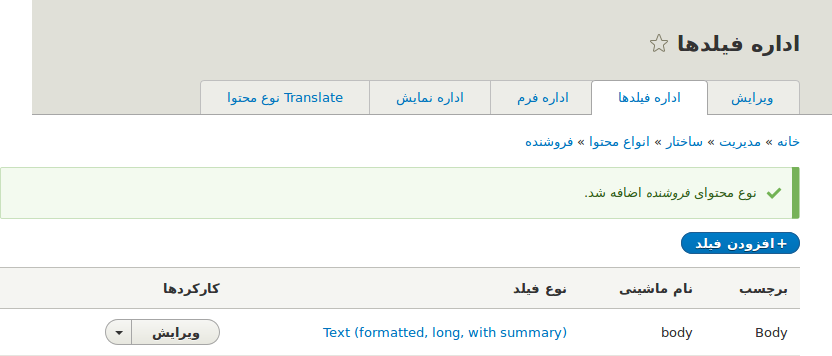 اداره فیلدها
ویرایش اداره فیلدها اداره فرم اداره نمایش Translate نوع محتوا
خانه » مدیریت » ساختار » انواع محتوا » فروشنده
نوع محتوای فروشنده اضافه شد.
+افزودن فیلد
برچسب نام ماشینی نوع فیلد کارکردها
Body body Text (formatted, long, with summary) ویرایش